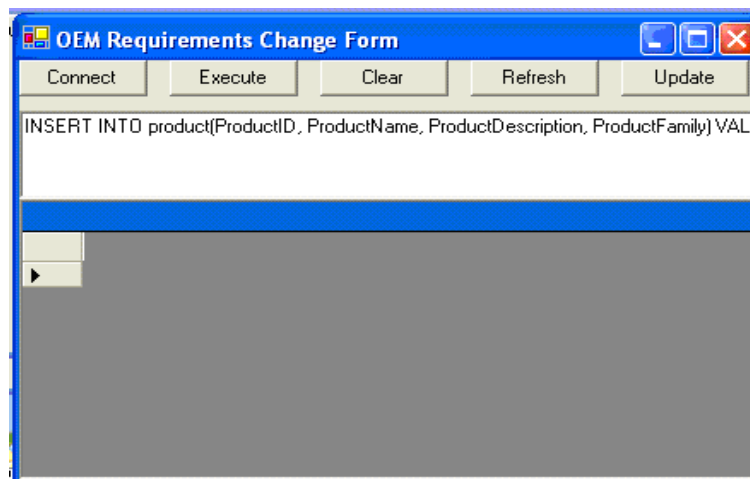 OEM Requirements Change Form
Connect Execute Clear Refresh Update
INSERT INTO product(ProductID, ProductName, ProductDescription, ProductFamily) VAL